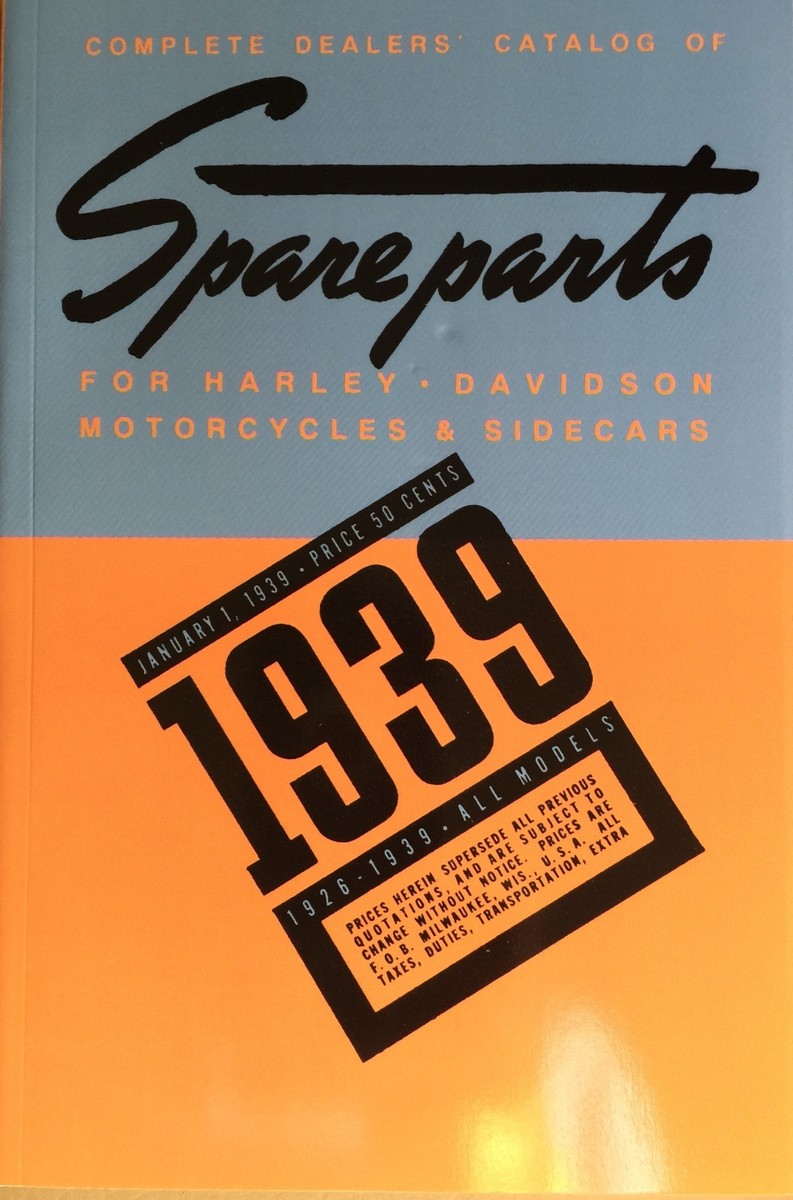 COMPLETE DEALERS' CATALOG OF
Spare parts
FOR HARLEY · DAVIDSON
MOTORCYCLES & SIDECARS
JANUARY 1, 1939 · PRICE 50 CENTS
1939
1926-1939 · ALL MODELS
PRICES HEREIN SUPERSEDE ALL PREVIOUS
QUOTATIONS, AND ARE SUBJECT TO
CHANGE WITHOUT NOTICE. PRICES ARE
F.O.B. MILWAUKEE, WIS., U.S.A. ALL
TAXES, DUTIES, TRANSPORTATION, EXTRA